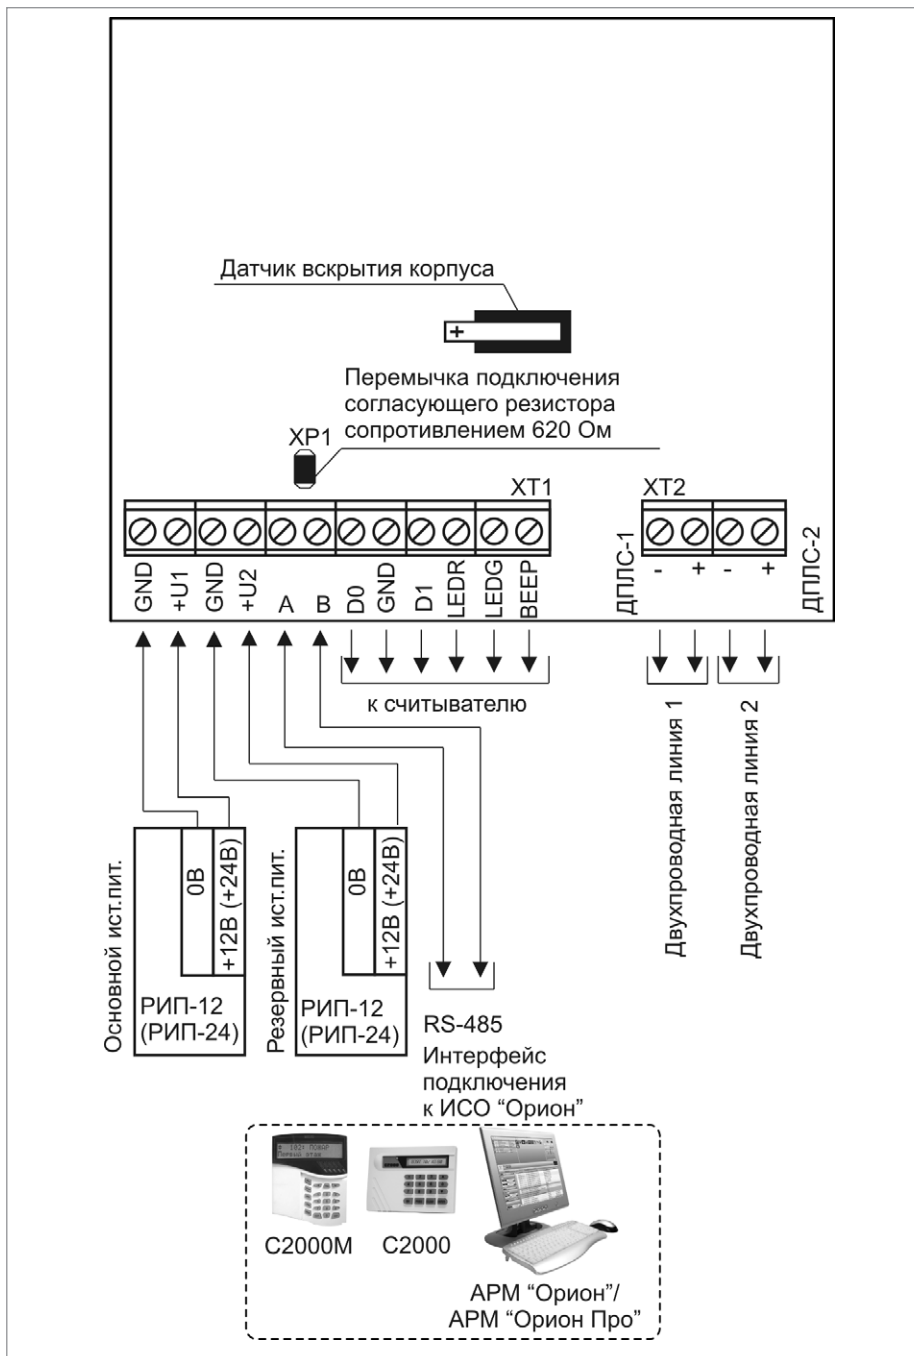 Датчик вскрытия корпуса
+
Перемычка подключения
согласующего резистора
сопротивлением 620 Ом
XP1
XT1
XT2
GND
+U1
GND
+U2
A
B
D0
GND
D1
LEDR
LEDG
BEEP
ДПЛС-1
-
+
-
+
ДПЛС-2
к считывателю
Двухпроводная линия 1
Двухпроводная линия 2
Основной ист.пит.
0В
+12В (+24В)
РИП-12
(РИП-24)
Резервный ист.пит.
0В
+12В (+24В)
РИП-12
(РИП-24)
RS-485
Интерфейс
подключения
к ИСО “Орион”
С2000М
С2000
АРМ “Орион”/
АРМ “Орион Про”